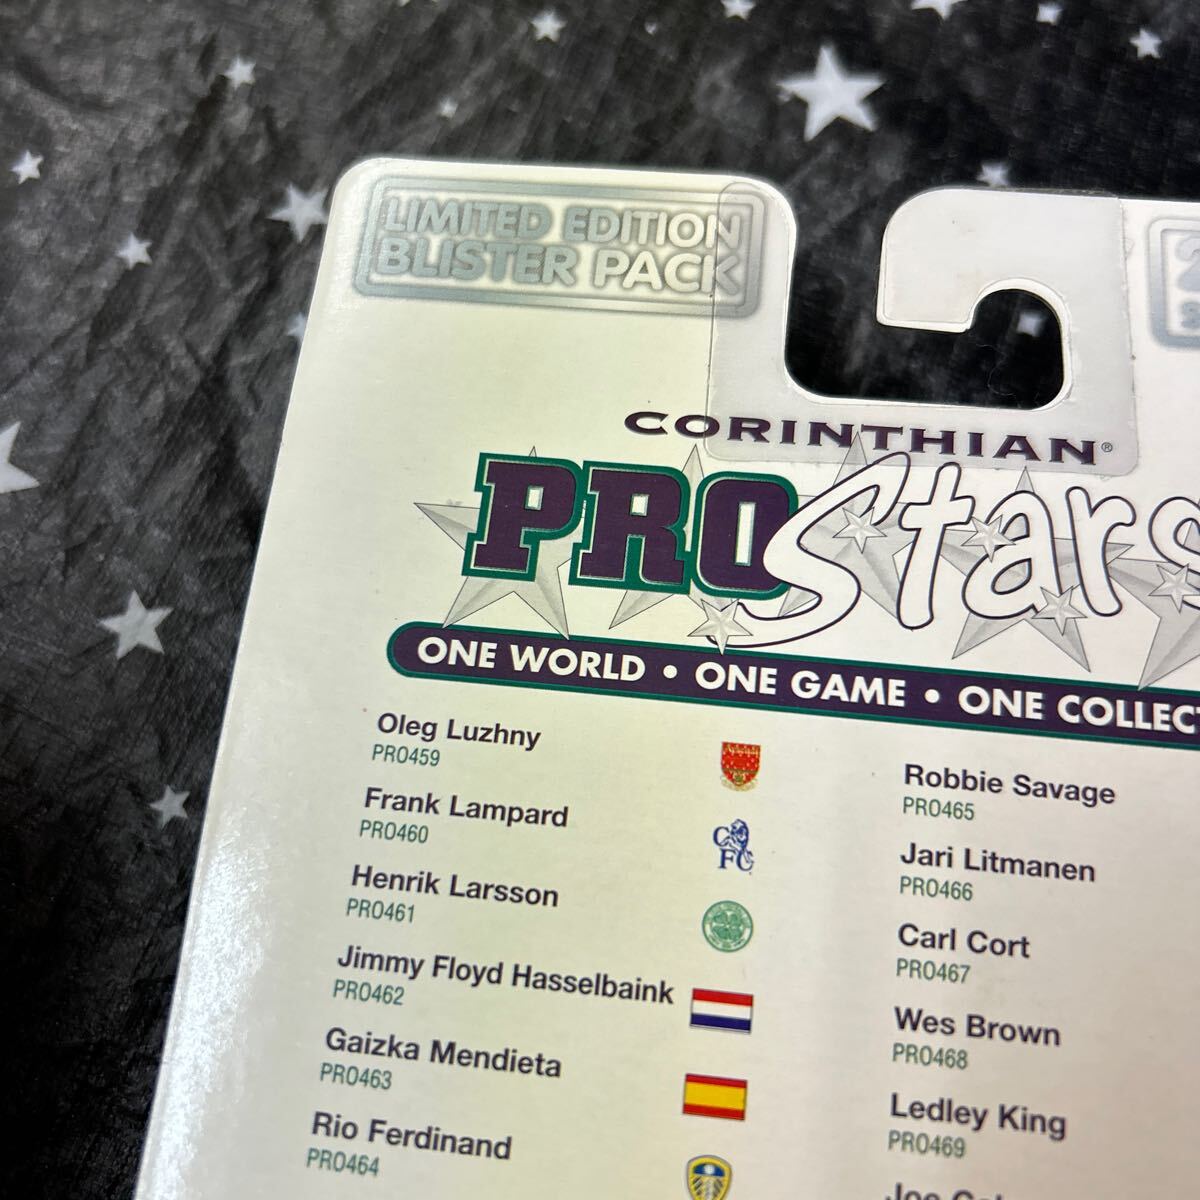 LIMITED EDITION
BLISTER PACK
CORINTHIAN®
PRO Stars
ONE WORLD • ONE GAME • ONE COLLECT
Oleg Luzhny
PRO459
Frank Lampard
PRO460
CFC
Henrik Larsson
PRO461
Jimmy Floyd Hasselbaink
PRO462
Gaizka Mendieta
PRO463
Rio Ferdinand
PRO464
Robbie Savage
PRO465
Jari Litmanen
PRO466
Carl Cort
PRO467
Wes Brown
PRO468
Ledley King
PRO469
Joe